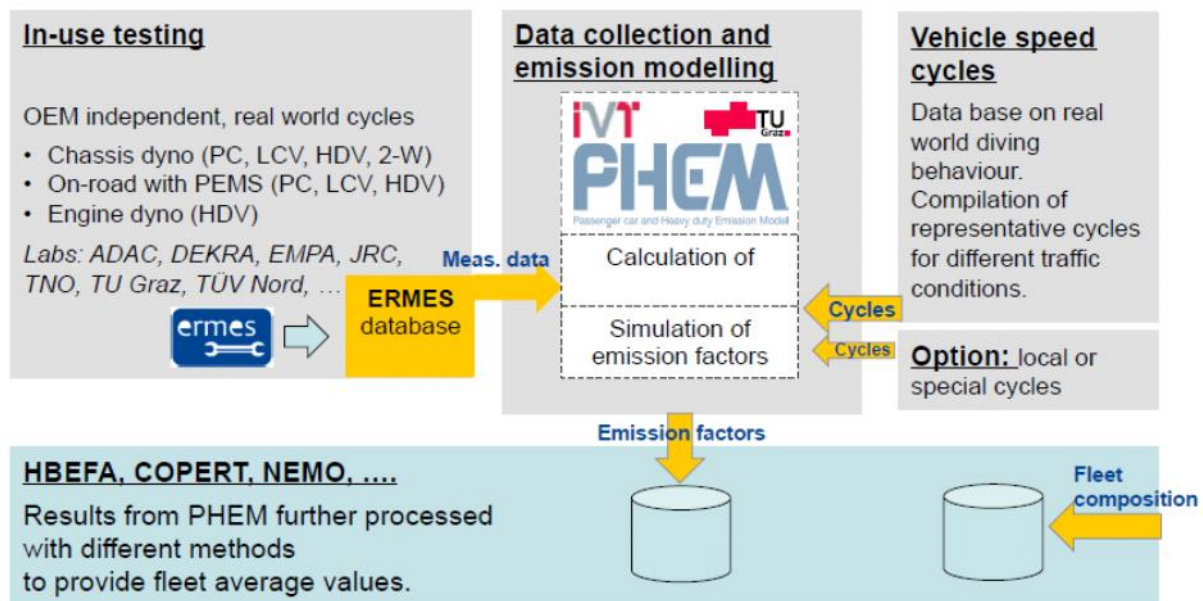 In-use testing
OEM independent, real world cycles
• Chassis dyno (PC, LCV, HDV, 2-W)
• On-road with PEMS (PC, LCV, HDV)
• Engine dyno (HDV)
Labs: ADAC, DEKRA, EMPA, JRC,
TNO, TU Graz, TÜV Nord, …
ermes
ERMES
database
Meas. data
Data collection and
emission modelling
iVT
TU
Graz
PHEM
Passenger car and Heavy duty Emission Model
Calculation of
Simulation of
emission factors
Vehicle speed
cycles
Data base on real
world diving
behaviour.
Compilation of
representative cycles
for different traffic
conditions.
Cycles
Cycles
Option: local or
special cycles
Emission factors
HBEFA, COPERT, NEMO, ....
Results from PHEM further processed
with different methods
to provide fleet average values.
Fleet
composition